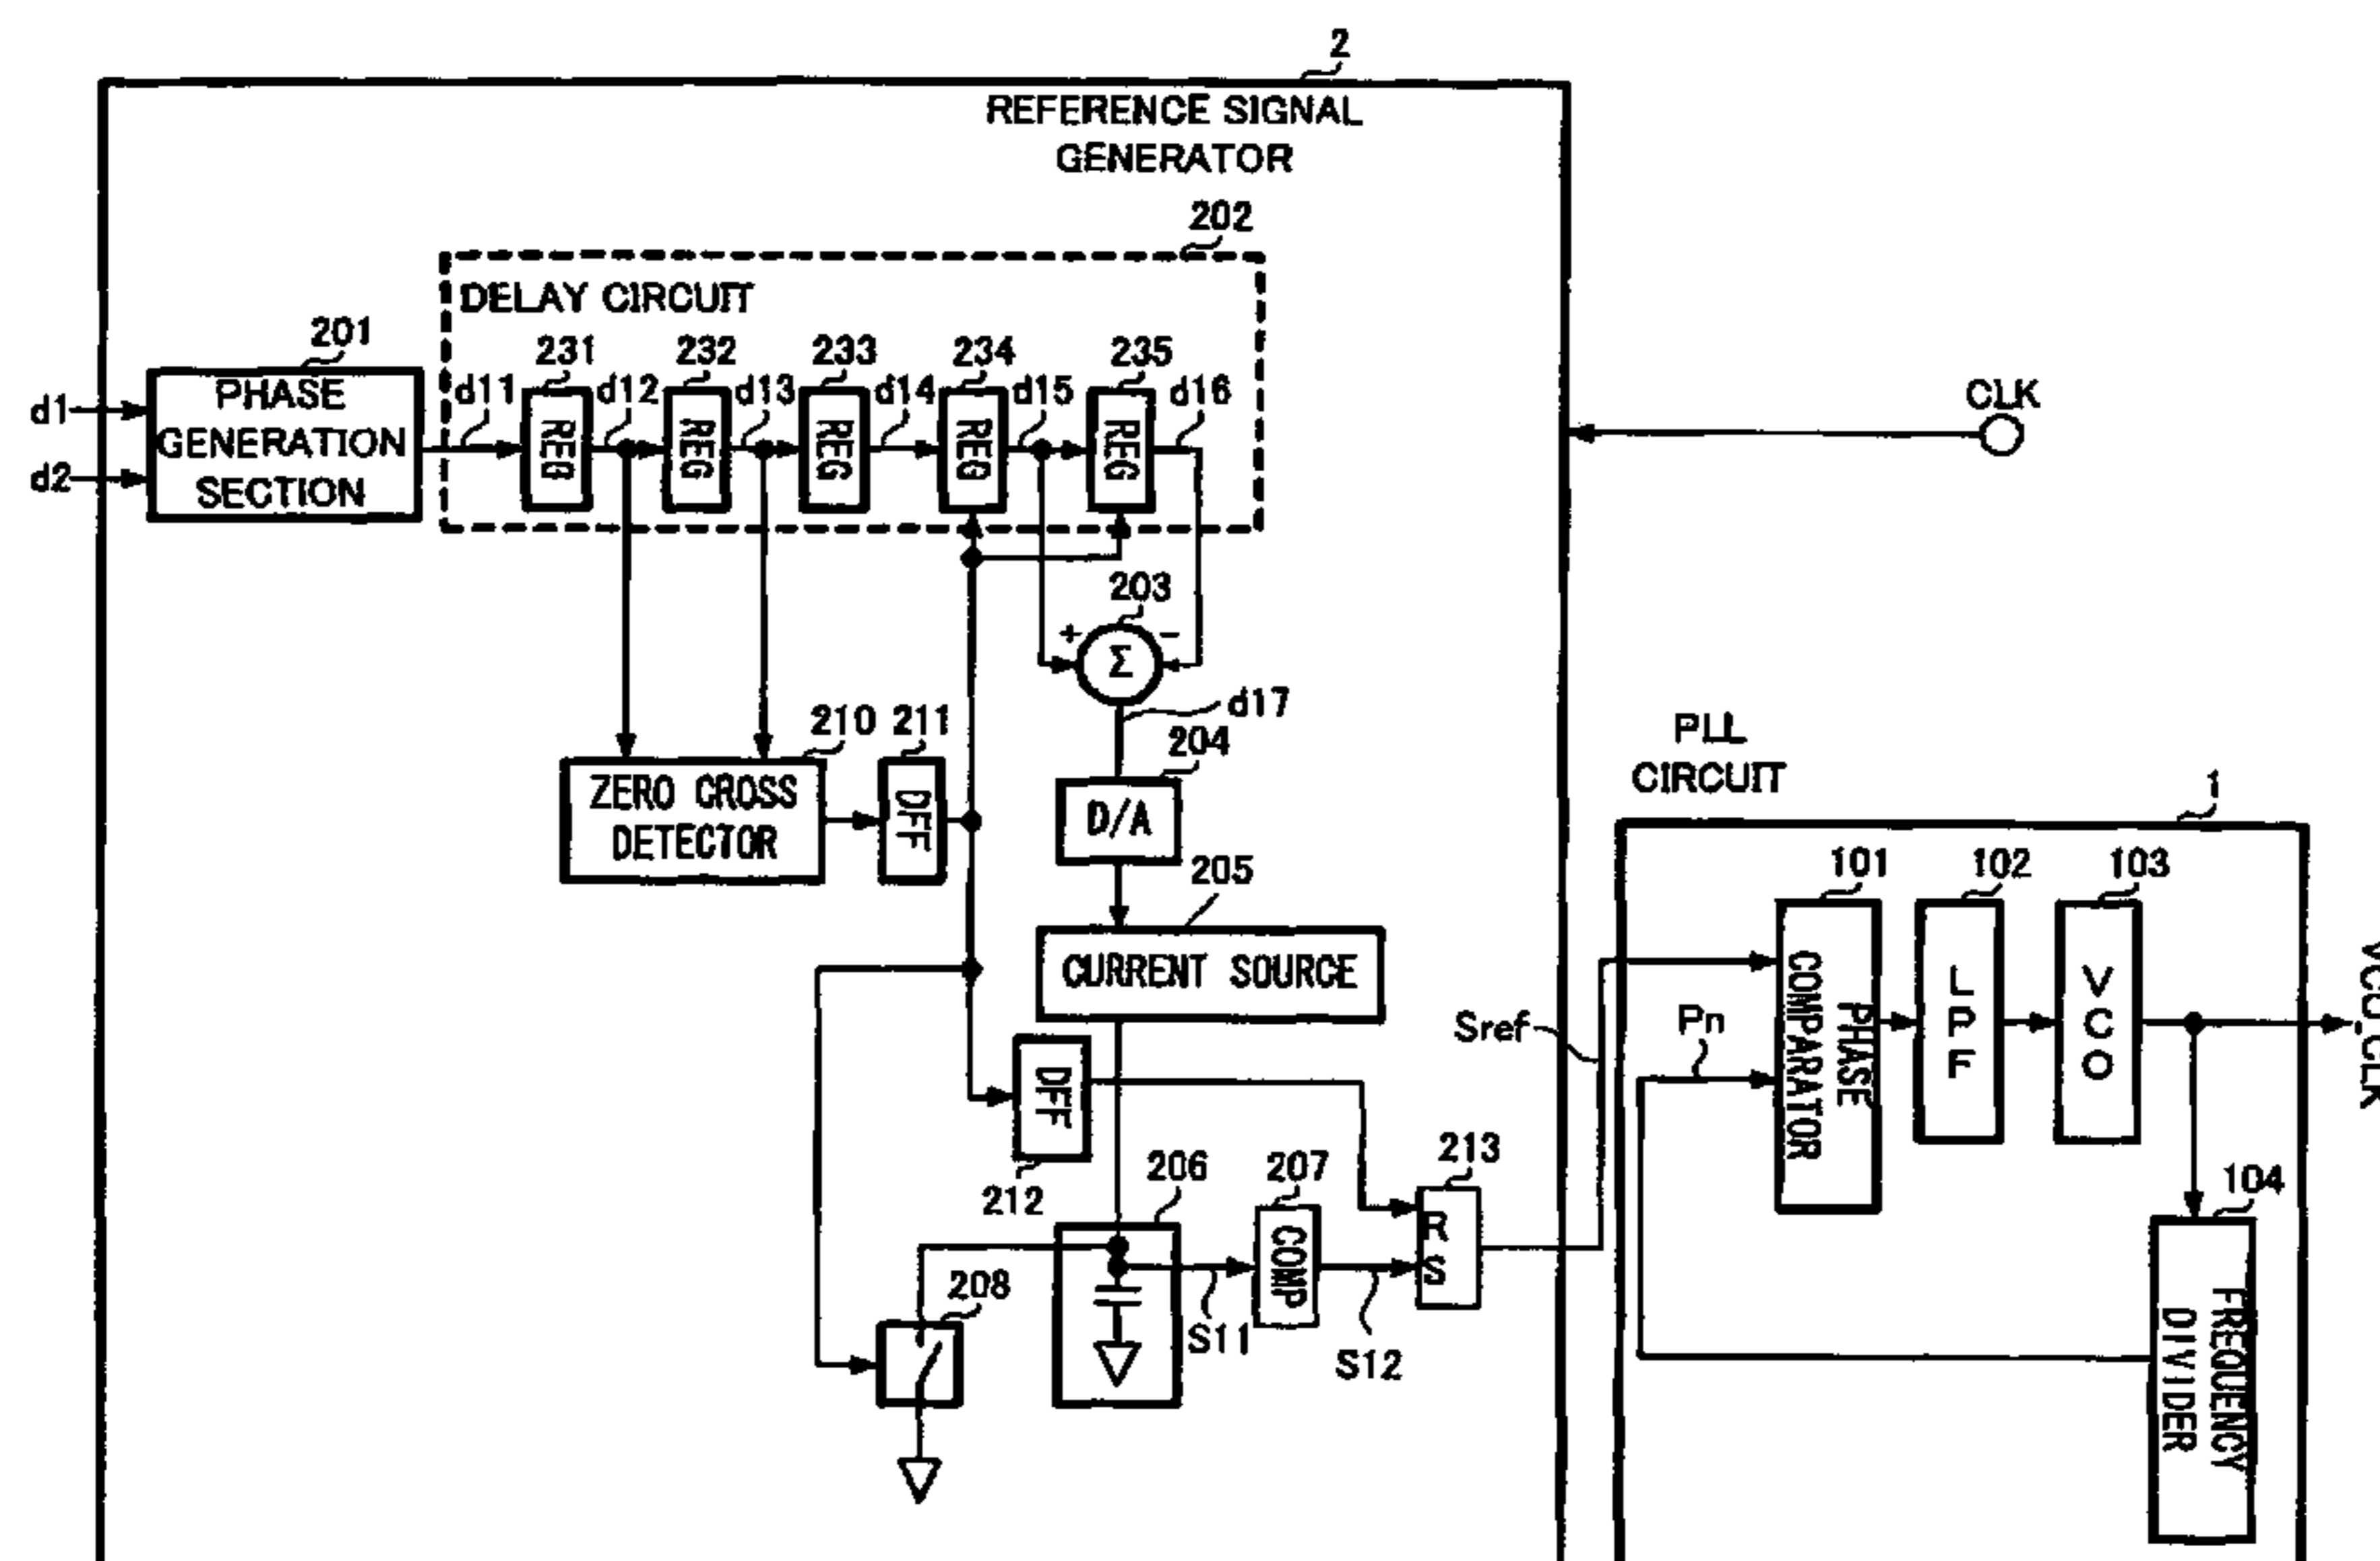 2
REFERENCE SIGNAL
GENERATOR
202
DELAY CIRCUIT
201
231
232
233
234
235
PHASE
GENERATION
SECTION
d1
d2
d11
REG
d12
REG
d13
REG
d14
REG
d15
REG
d16
CLK
203
+
−
Σ
d17
210
211
204
ZERO CROSS
DETECTOR
DFF
D/A
205
CURRENT SOURCE
PLL
CIRCUIT
1
101
102
103
PHASE
COMPARATOR
LPF
VCO
VCO_CLK
Sref
Pn
DFF
212
206
207
213
R
S
COMP
S11
S12
208
104
FREQUENCY
DIVIDER